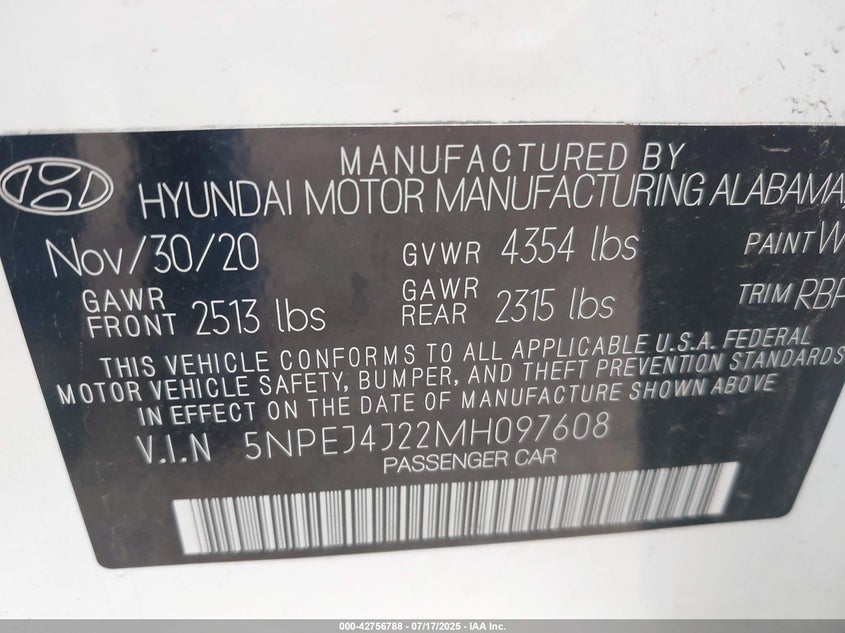 MANUFACTURED BY
HYUNDAI MOTOR MANUFACTURING ALABAMA,
Nov/30/20 GVWR 4354 lbs PAINT W
GAWR FRONT 2513 lbs GAWR REAR 2315 lbs TRIM RBP
THIS VEHICLE CONFORMS TO ALL APPLICABLE U.S.A. FEDERAL
MOTOR VEHICLE SAFETY, BUMPER, AND THEFT PREVENTION STANDARDS
IN EFFECT ON THE DATE OF MANUFACTURE SHOWN ABOVE
V.I.N 5NPEJ4J22MH097608
PASSENGER CAR
000-42756788 - 07/17/2025 - IAA Inc.